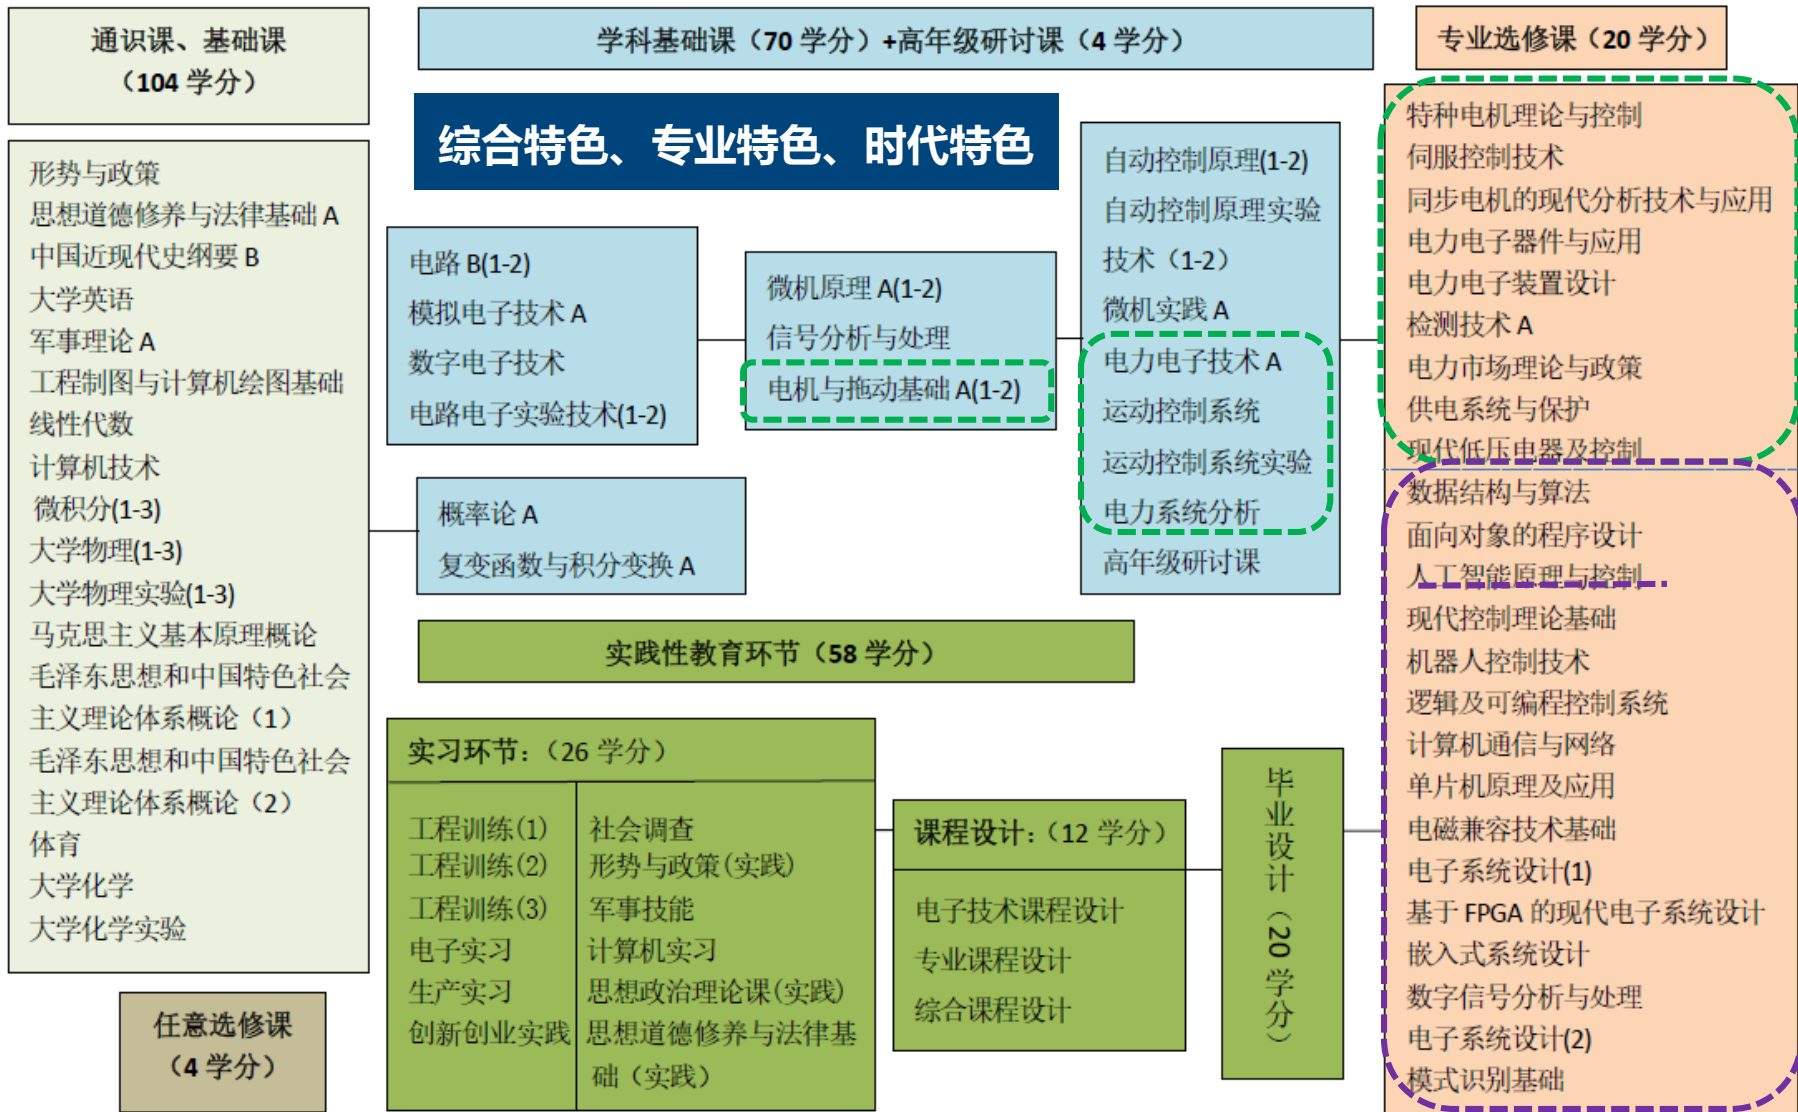 通识课、基础课
（104 学分）
形势与政策
思想道德修养与法律基础 A
中国近现代史纲要 B
大学英语
军事理论 A
工程制图与计算机绘图基础
线性代数
计算机技术
微积分(1-3)
大学物理(1-3)
大学物理实验(1-3)
马克思主义基本原理概论
毛泽东思想和中国特色社会
主义理论体系概论（1）
毛泽东思想和中国特色社会
主义理论体系概论（2）
体育
大学化学
大学化学实验
任意选修课
（4 学分）
学科基础课（70 学分）+高年级研讨课（4 学分）
综合特色、专业特色、时代特色
电路 B(1-2)
模拟电子技术 A
数字电子技术
电路电子实验技术(1-2)
概率论 A
复变函数与积分变换 A
微机原理 A(1-2)
信号分析与处理
电机与拖动基础 A(1-2)
自动控制原理(1-2)
自动控制原理实验
技术（1-2）
微机实践 A
电力电子技术 A
运动控制系统
运动控制系统实验
电力系统分析
高年级研讨课
实践性教育环节（58 学分）
实习环节：（26 学分）
工程训练(1)
工程训练(2)
工程训练(3)
电子实习
生产实习
创新创业实践
社会调查
形势与政策(实践)
军事技能
计算机实习
思想政治理论课(实践)
思想道德修养与法律基
础（实践）
课程设计：（12 学分）
电子技术课程设计
专业课程设计
综合课程设计
毕业设计（20 学分）
专业选修课（20 学分）
特种电机理论与控制
伺服控制技术
同步电机的现代分析技术与应用
电力电子器件与应用
电力电子装置设计
检测技术 A
电力市场理论与政策
供电系统与保护
现代低压电器及控制
数据结构与算法
面向对象的程序设计
人工智能原理与控制
现代控制理论基础
机器人控制技术
逻辑及可编程控制系统
计算机通信与网络
单片机原理及应用
电磁兼容技术基础
电子系统设计(1)
基于 FPGA 的现代电子系统设计
嵌入式系统设计
数字信号分析与处理
电子系统设计(2)
模式识别基础